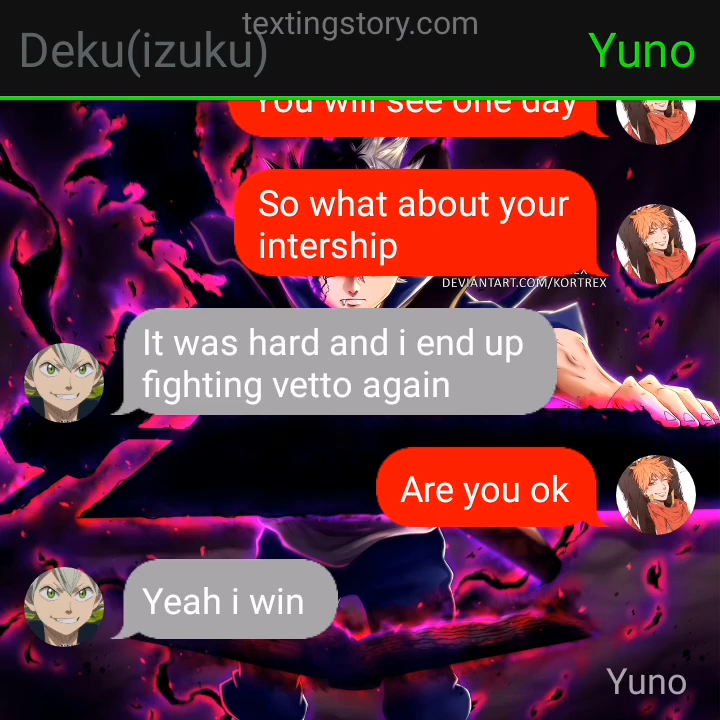 textingstory.com
Deku(izuku)
Yuno
You will see one day
So what about your
intership
DEVIANTART.COM/KORTREX
It was hard and i end up
fighting vetto again
Are you ok
Yeah i win
Yuno